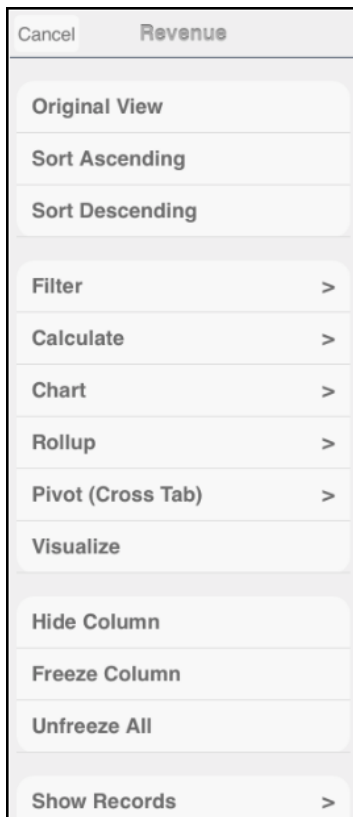 Cancel Revenue
Original View
Sort Ascending
Sort Descending
Filter >
Calculate >
Chart >
Rollup >
Pivot (Cross Tab) >
Visualize
Hide Column
Freeze Column
Unfreeze All
Show Records >